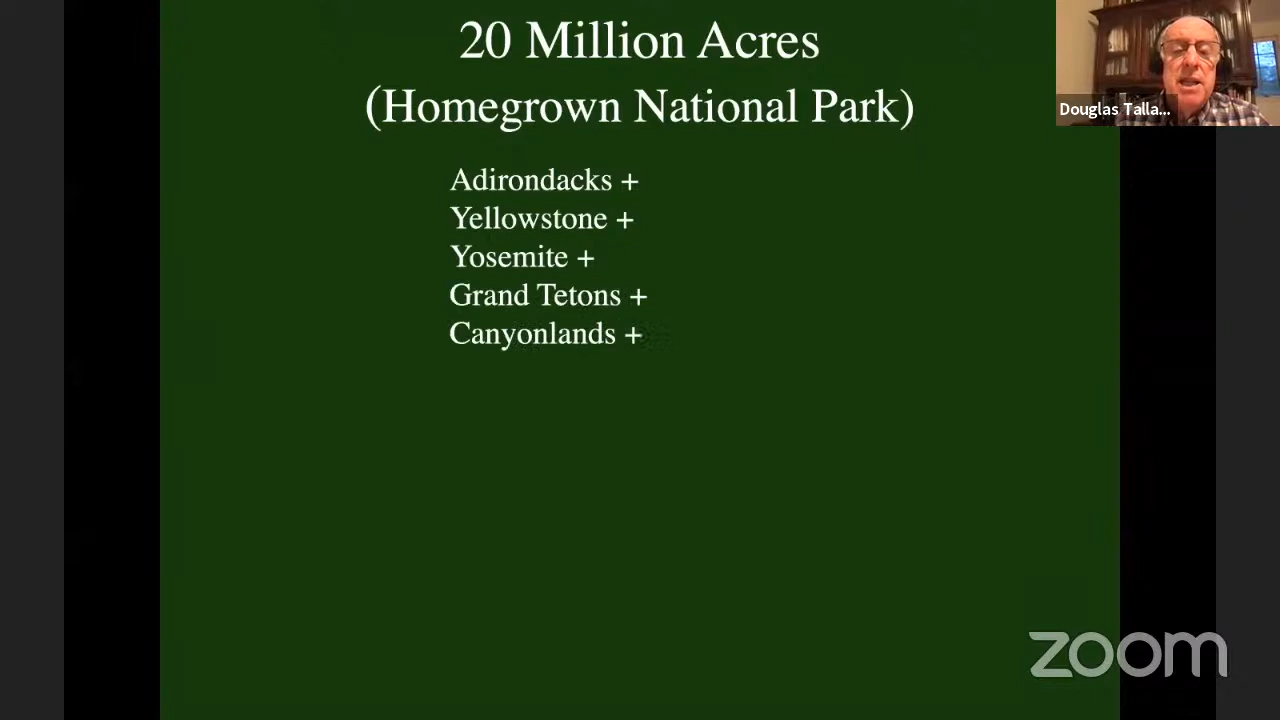 20 Million Acres
(Homegrown National Park)
Adirondacks +
Yellowstone +
Yosemite +
Grand Tetons +
Canyonlands +
Douglas Talla...
zoom